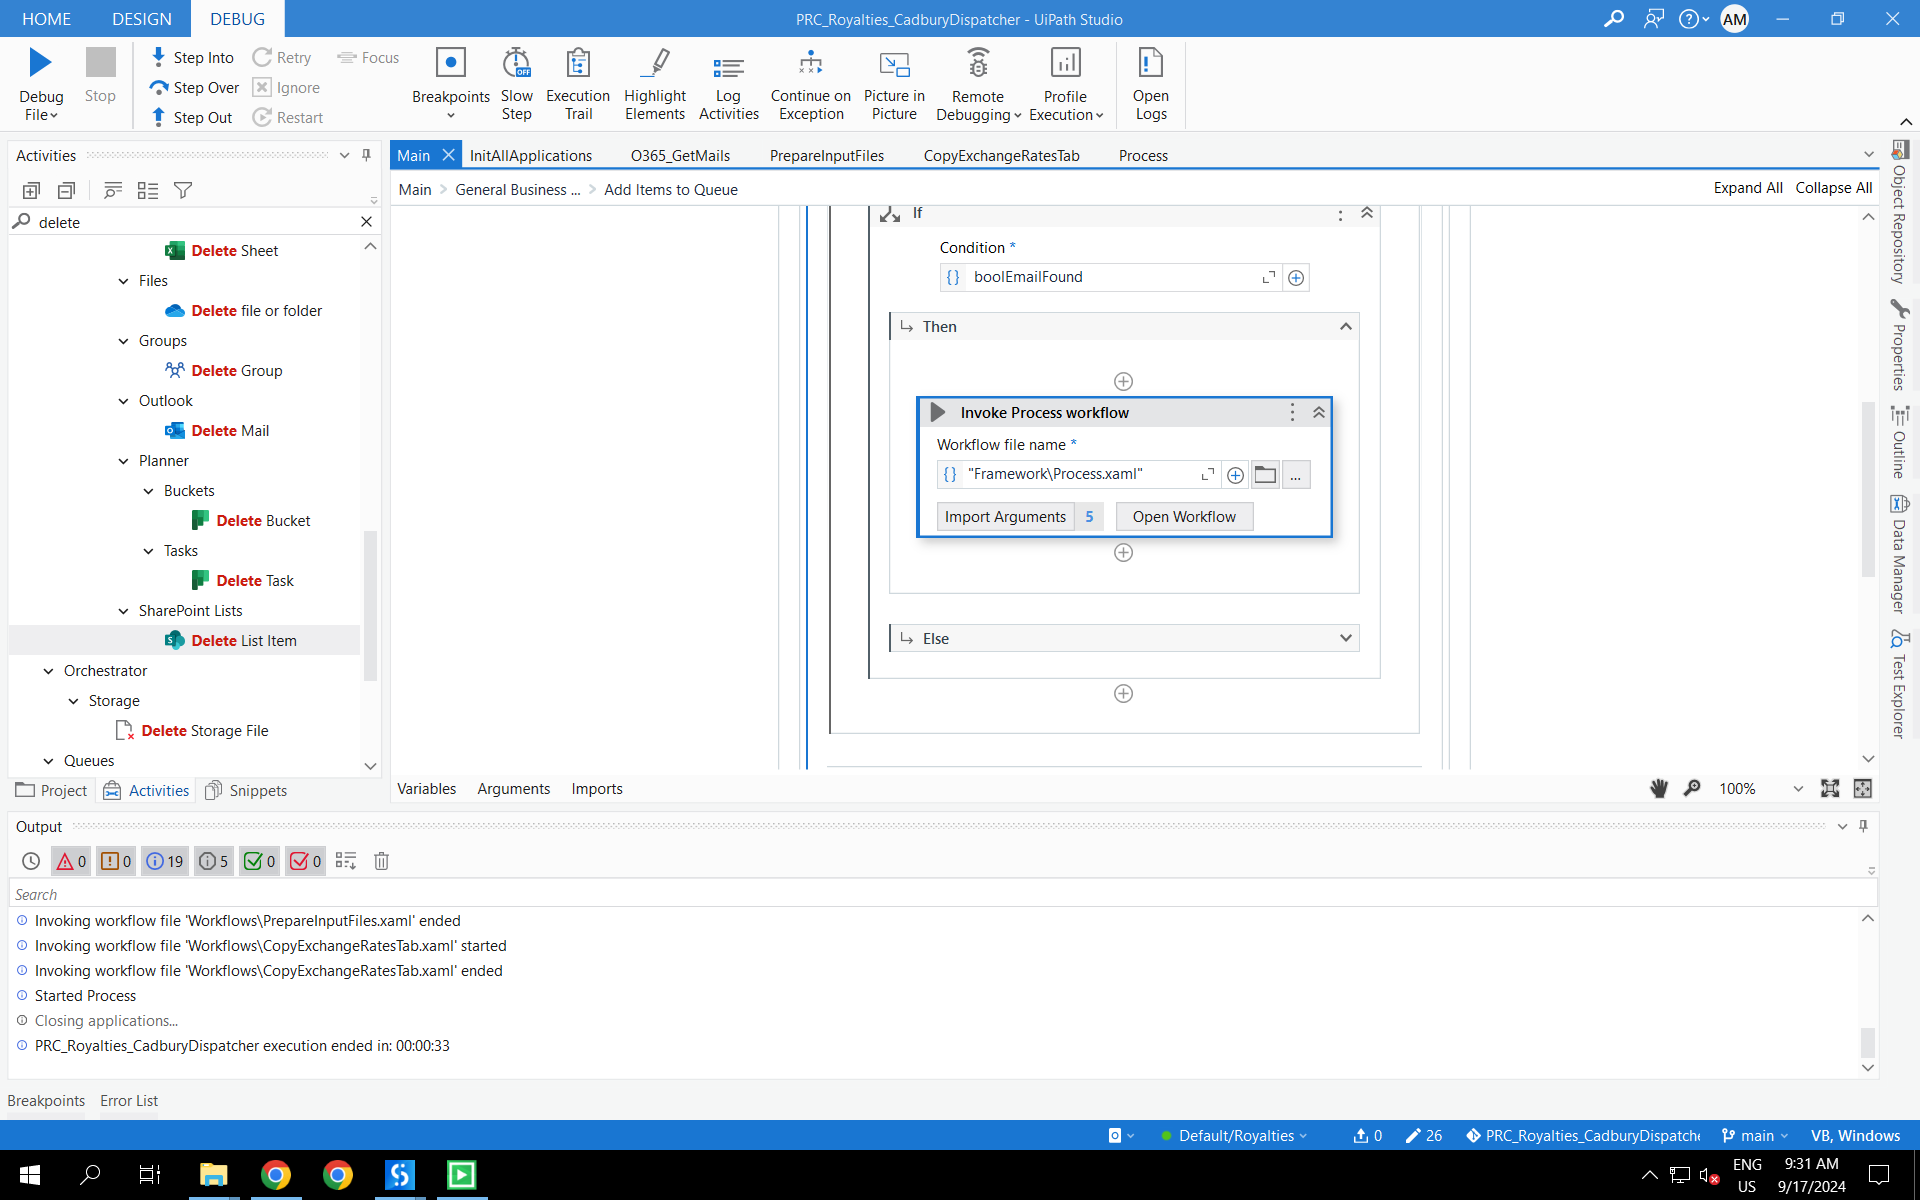 HOME DESIGN DEBUG
PRC_Royalties_CadburyDispatcher - UiPath Studio
AM
Debug File
Stop
Step Into
Step Over
Step Out
Retry
Ignore
Restart
Focus
Breakpoints
Slow Step
OFF
Execution Trail
Highlight Elements
Log Activities
Continue on Exception
Picture in Picture
Remote Debugging
Profile Execution
Open Logs
Activities
delete
Delete Sheet
Files
Delete file or folder
Groups
Delete Group
Outlook
Delete Mail
Planner
Buckets
Delete Bucket
Tasks
Delete Task
SharePoint Lists
Delete List Item
Orchestrator
Storage
Delete Storage File
Queues
Project Activities Snippets
Main InitAllApplications O365_GetMails PrepareInputFiles CopyExchangeRatesTab Process
Main > General Business ... > Add Items to Queue
Expand All Collapse All
If
Condition *
boolEmailFound
Then
Invoke Process workflow
Workflow file name *
"Framework\Process.xaml"
...
Import Arguments 5 Open Workflow
Else
Variables Arguments Imports
100%
Object Repository
Properties
Outline
Data Manager
Test Explorer
Output
0 0 19 5 0 0
Search
Invoking workflow file 'Workflows\PrepareInputFiles.xaml' ended
Invoking workflow file 'Workflows\CopyExchangeRatesTab.xaml' started
Invoking workflow file 'Workflows\CopyExchangeRatesTab.xaml' ended
Started Process
Closing applications...
PRC_Royalties_CadburyDispatcher execution ended in: 00:00:33
Breakpoints Error List
Default/Royalties 0 26 PRC_Royalties_CadburyDispatche main VB, Windows
ENG
US
9:31 AM
9/17/2024